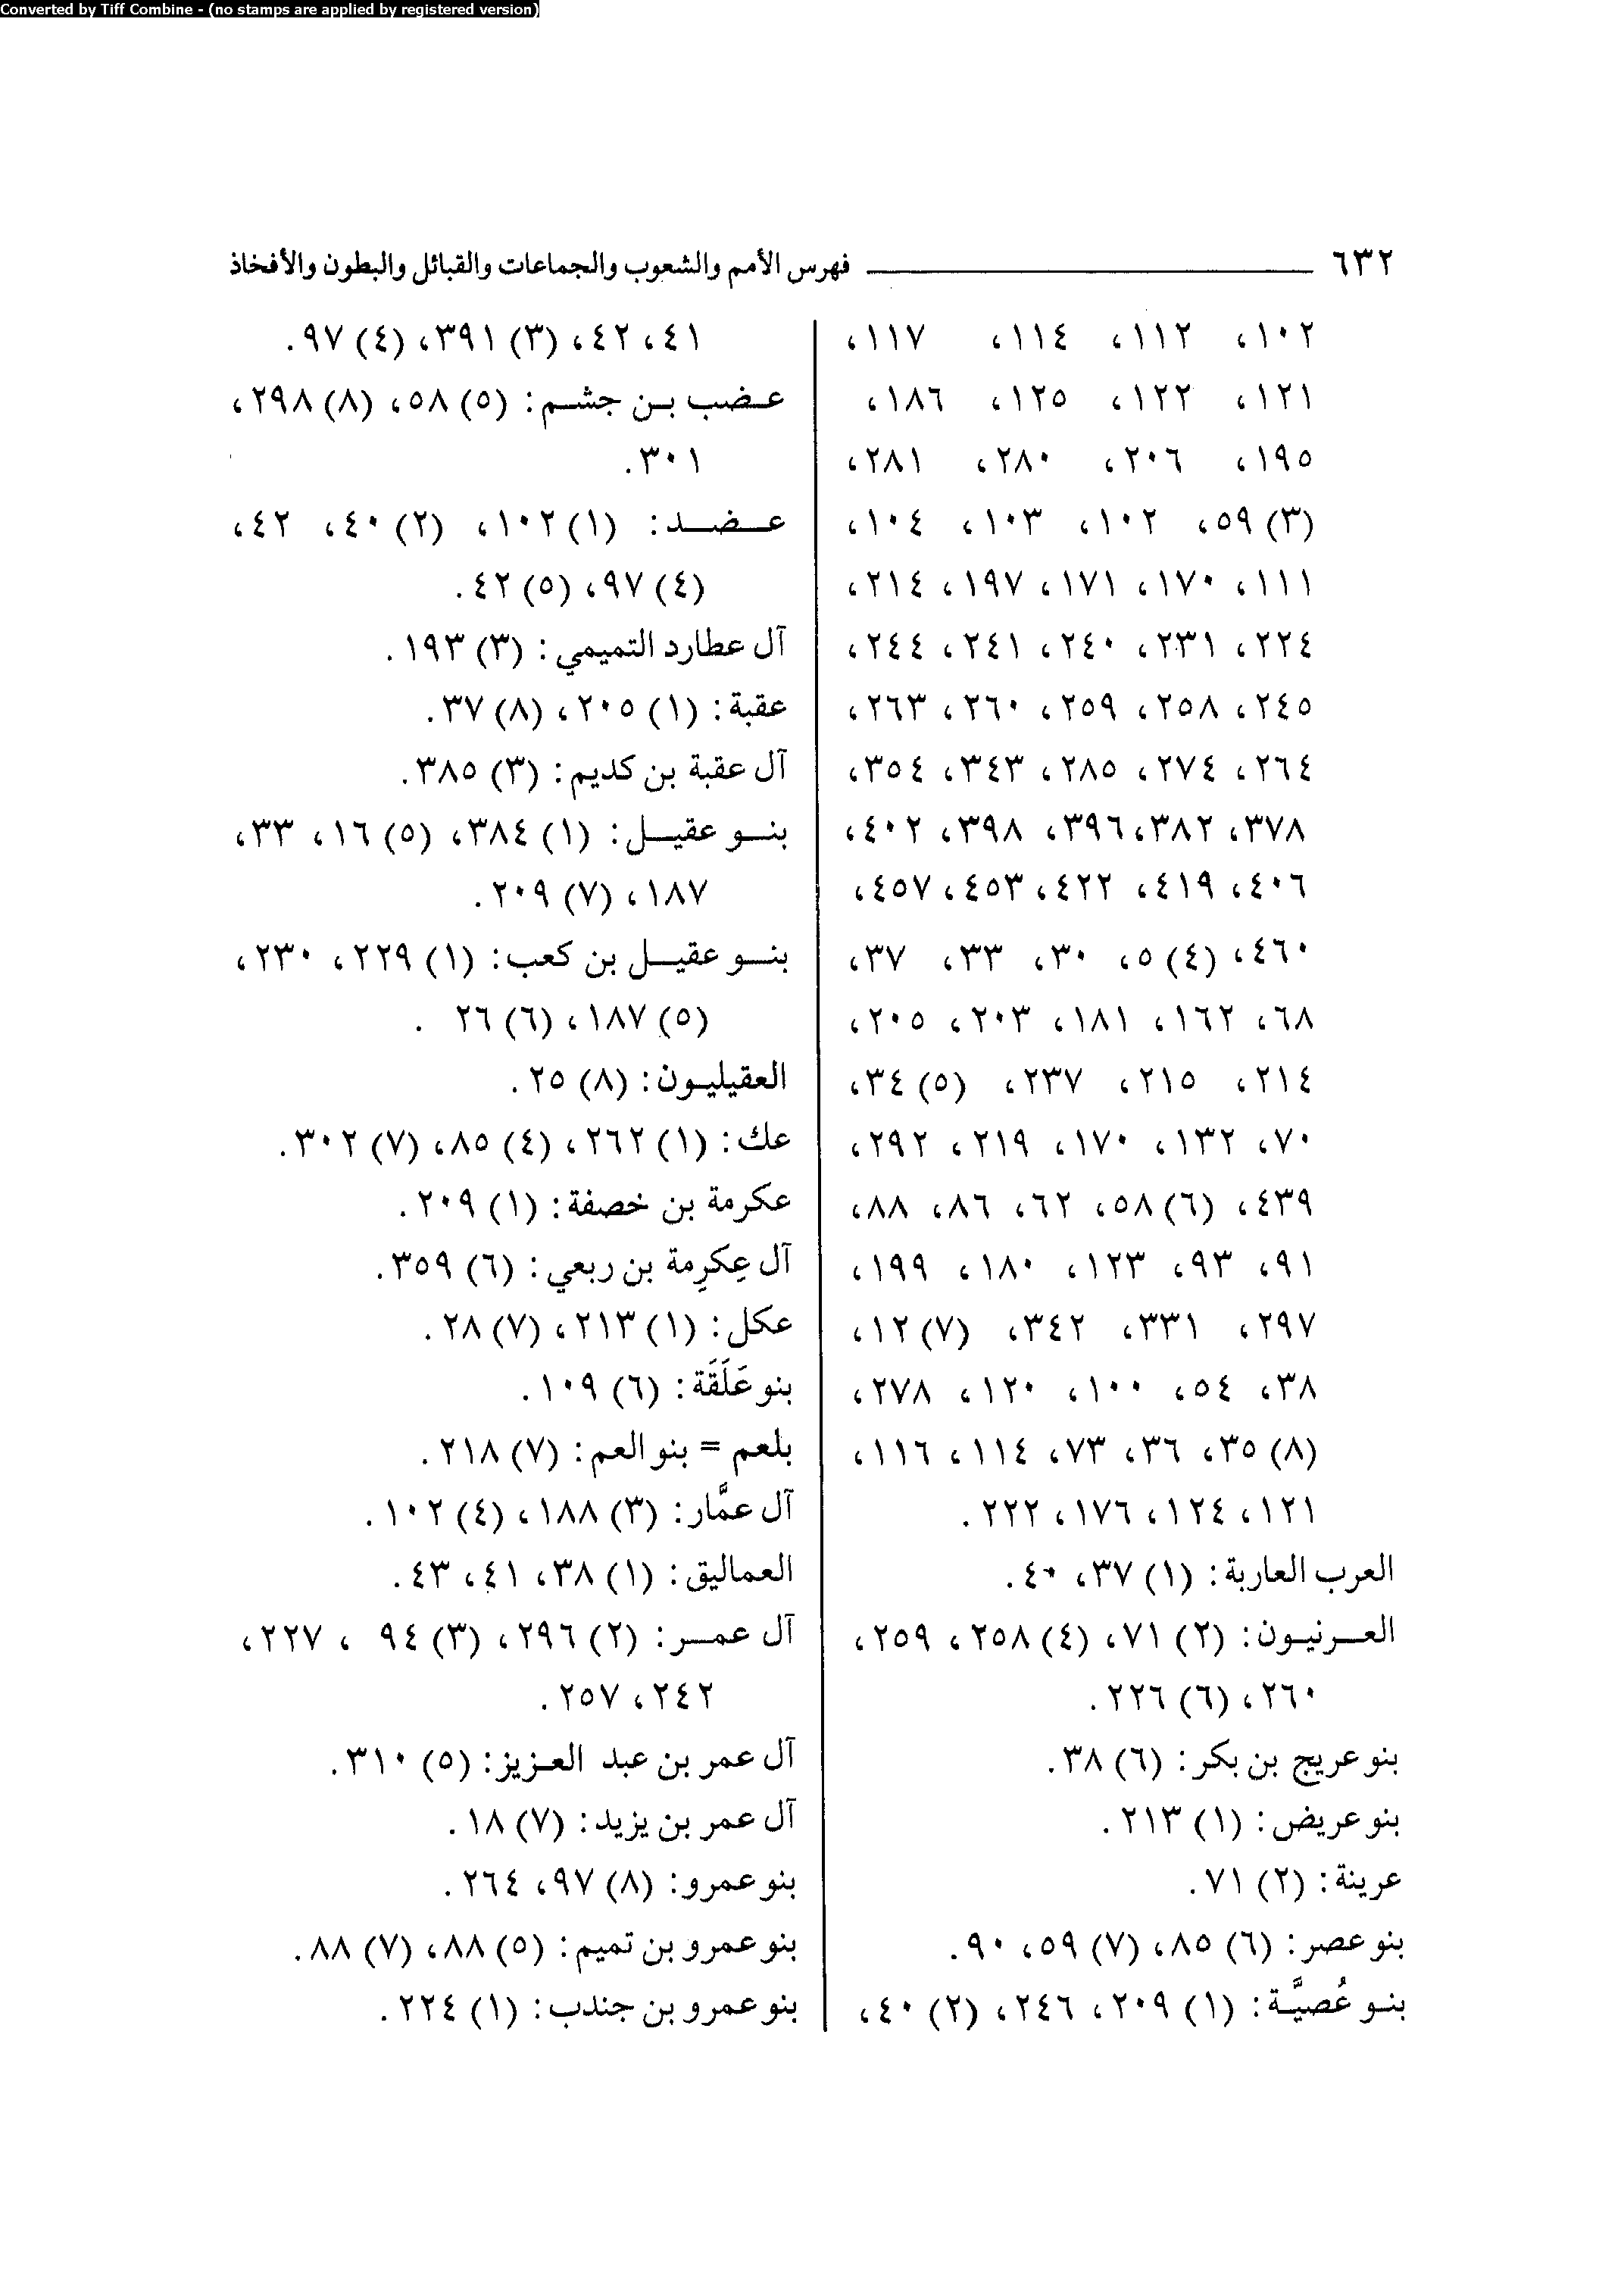 Converted by Tiff Combine - (no stamps are applied by registered version)
٦٣٢ فهرس الأمم والشعوب والجماعات والقبائل والبطون والأفخاذ
١٠٢، ١١٢، ١١٤، ١١٧،
١٢١، ١٢٢، ١٢٥، ١٨٦،
١٩٥، ٢٠٦، ٢٨٠، ٢٨١،
(٣) ٥٩، ١٠٢، ١٠٣، ١٠٤،
١١١، ١٧٠، ١٧١، ١٩٧، ٢١٤،
٢٢٤، ٢٣١، ٢٤٠، ٢٤١، ٢٤٤،
٢٤٥، ٢٥٨، ٢٥٩، ٢٦٠، ٢٦٣،
٢٦٤، ٢٧٤، ٢٨٥، ٣٤٣، ٣٥٤،
٣٧٨، ٣٨٢، ٣٩٦، ٣٩٨، ٤٠٢،
٤٠٦، ٤١٩، ٤٢٢، ٤٥٣، ٤٥٧،
٤٦٠، (٤) ٥، ٣٠، ٣٣، ٣٧،
٦٨، ١٦٢، ١٨١، ٢٠٣، ٢٠٥،
٢١٤، ٢١٥، ٢٣٧، (٥) ٣٤،
٧٠، ١٣٢، ١٧٠، ٢١٩، ٢٩٢،
٤٣٩، (٦) ٥٨، ٦٢، ٨٦، ٨٨،
٩١، ٩٣، ١٢٣، ١٨٠، ١٩٩،
٢٩٧، ٣٣١، ٣٤٢، (٧) ١٢،
٣٨، ٥٤، ١٠٠، ١٢٠، ٢٧٨،
(٨) ٣٥، ٣٦، ٧٣، ١١٤، ١١٦،
١٢١، ١٢٤، ١٧٦، ٢٢٢.
العرب العاربة: (١) ٣٧، ٤٠.
العرنيون: (٢) ٧١، (٤) ٢٥٨، ٢٥٩،
٢٦٠، (٦) ٢٢٦.
بنو عريج بن بكر: (٦) ٣٨.
بنو عريض: (١) ٢١٣.
عرينة: (٢) ٧١.
بنو عصر: (٦) ٨٥، (٧) ٥٩، ٩٠.
بنو عُصيَّة: (١) ٢٠٩، ٢٤٦، (٢) ٤٠،
٤١، ٤٢، (٣) ٣٩١، (٤) ٩٧.
عضب بن جشم: (٥) ٥٨، (٨) ٢٩٨،
٣٠١.
عضد: (١) ١٠٢، (٢) ٤٠، ٤٢،
(٤) ٩٧، (٥) ٤٢.
آل عطارد التميمي: (٣) ١٩٣.
عقبة: (١) ٢٠٥، (٨) ٣٧.
آل عقبة بن كديم: (٣) ٣٨٥.
بنو عقيل: (١) ٣٨٤، (٥) ١٦، ٣٣،
١٨٧، (٧) ٢٠٩.
بنو عقيل بن كعب: (١) ٢٢٩، ٢٣٠،
(٥) ١٨٧، (٦) ٢٦ .
العقيليون: (٨) ٢٥.
عك: (١) ٢٦٢، (٤) ٨٥، (٧) ٣٠٢.
عكرمة بن خصفة: (١) ٢٠٩.
آل عِكرِمة بن ربعي: (٦) ٣٥٩.
عكل: (١) ٢١٣، (٧) ٢٨.
بنو عَلَقَة: (٦) ١٠٩.
بلعم = بنو العم: (٧) ٢١٨.
آل عمَّار: (٣) ١٨٨، (٤) ١٠٢.
العماليق: (١) ٣٨، ٤١، ٤٣.
آل عمر: (٢) ٢٩٦، (٣) ٩٤ ، ٢٢٧،
٢٤٢، ٢٥٧.
آل عمر بن عبد العزيز: (٥) ٣١٠.
آل عمر بن يزيد: (٧) ١٨.
بنو عمرو: (٨) ٩٧، ٢٦٤.
بنو عمرو بن تميم: (٥) ٨٨، (٧) ٨٨.
بنو عمرو بن جندب: (١) ٢٢٤.